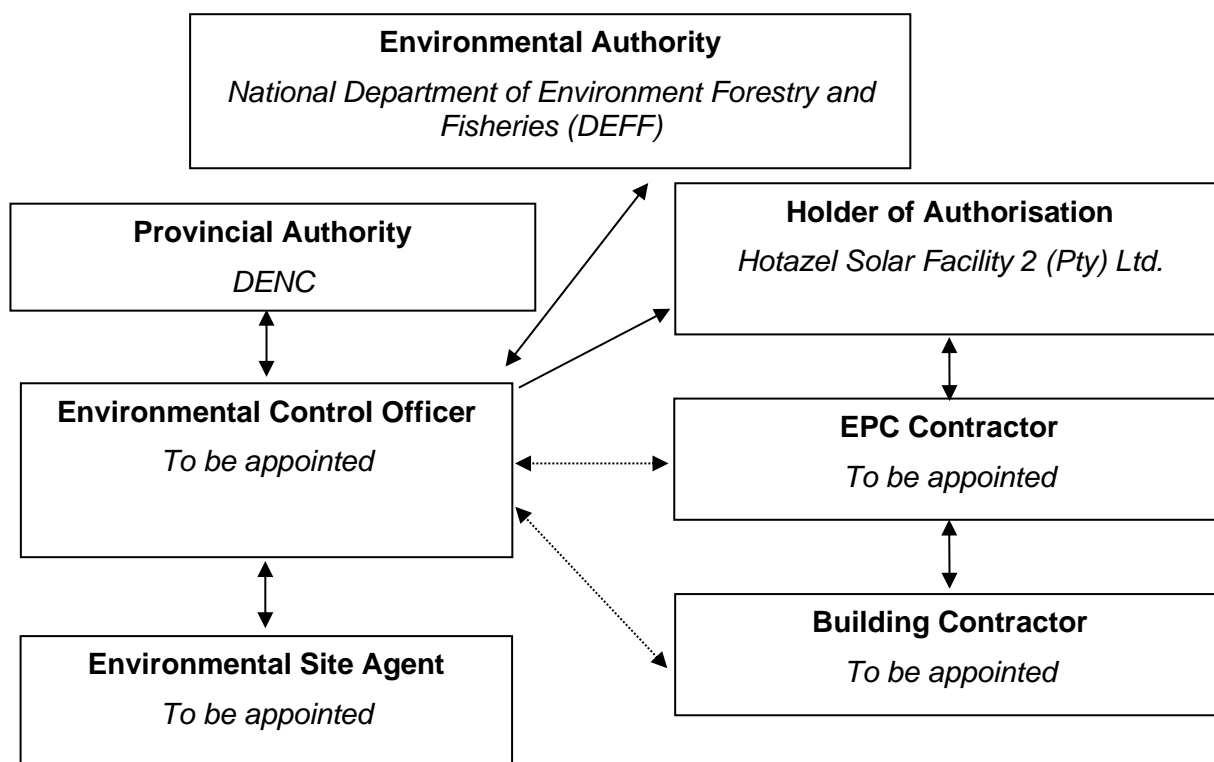 Environmental Authority
National Department of Environment Forestry and
Fisheries (DEFF)
Provincial Authority
DENC
Holder of Authorisation
Hotazel Solar Facility 2 (Pty) Ltd.
Environmental Control Officer
To be appointed
EPC Contractor
To be appointed
Environmental Site Agent
To be appointed
Building Contractor
To be appointed